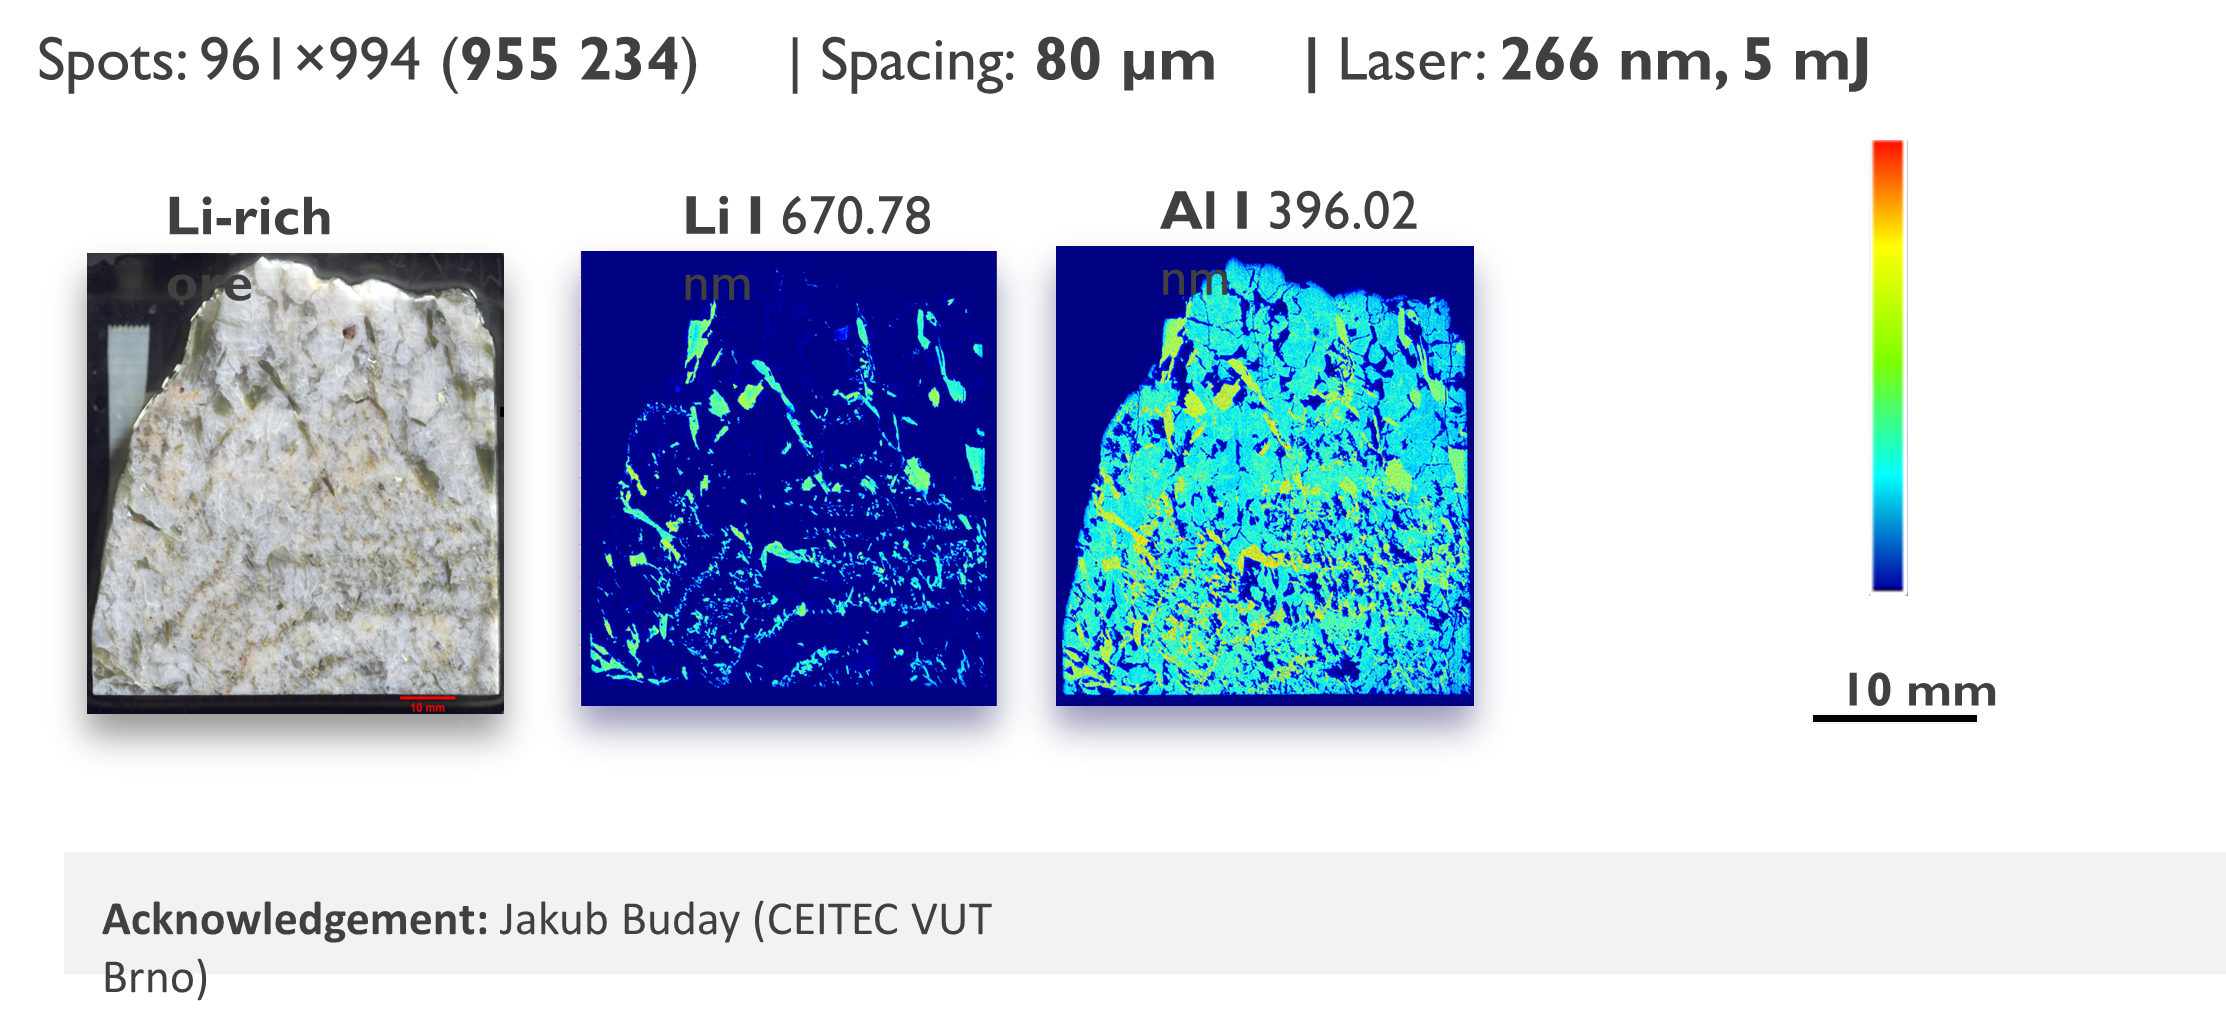 Spots: 961×994 (955 234) | Spacing: 80 µm | Laser: 266 nm, 5 mJ
Li-rich
ore
Li I 670.78
nm
Al I 396.02
nm
10 mm
10 mm
Acknowledgement: Jakub Buday (CEITEC VUT
Brno)